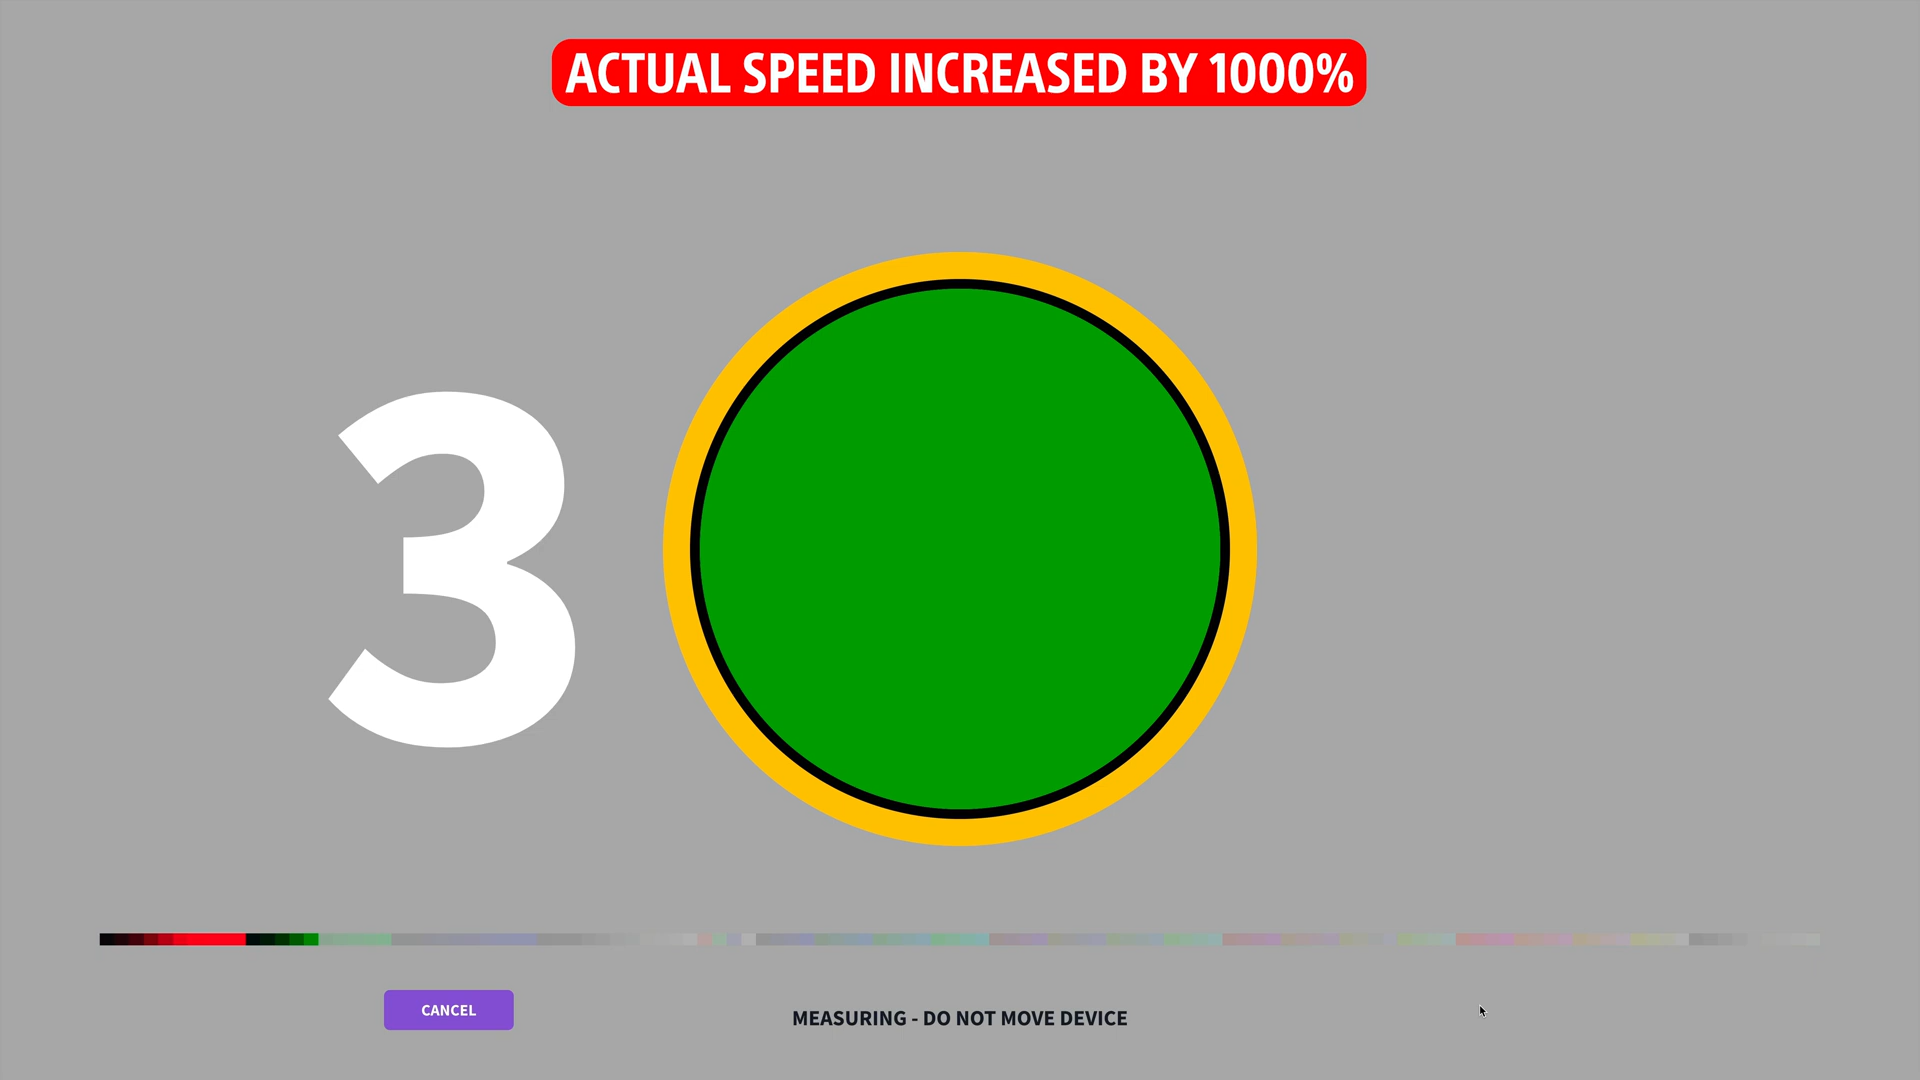 ACTUAL SPEED INCREASED BY 1000%
3
CANCEL
MEASURING - DO NOT MOVE DEVICE